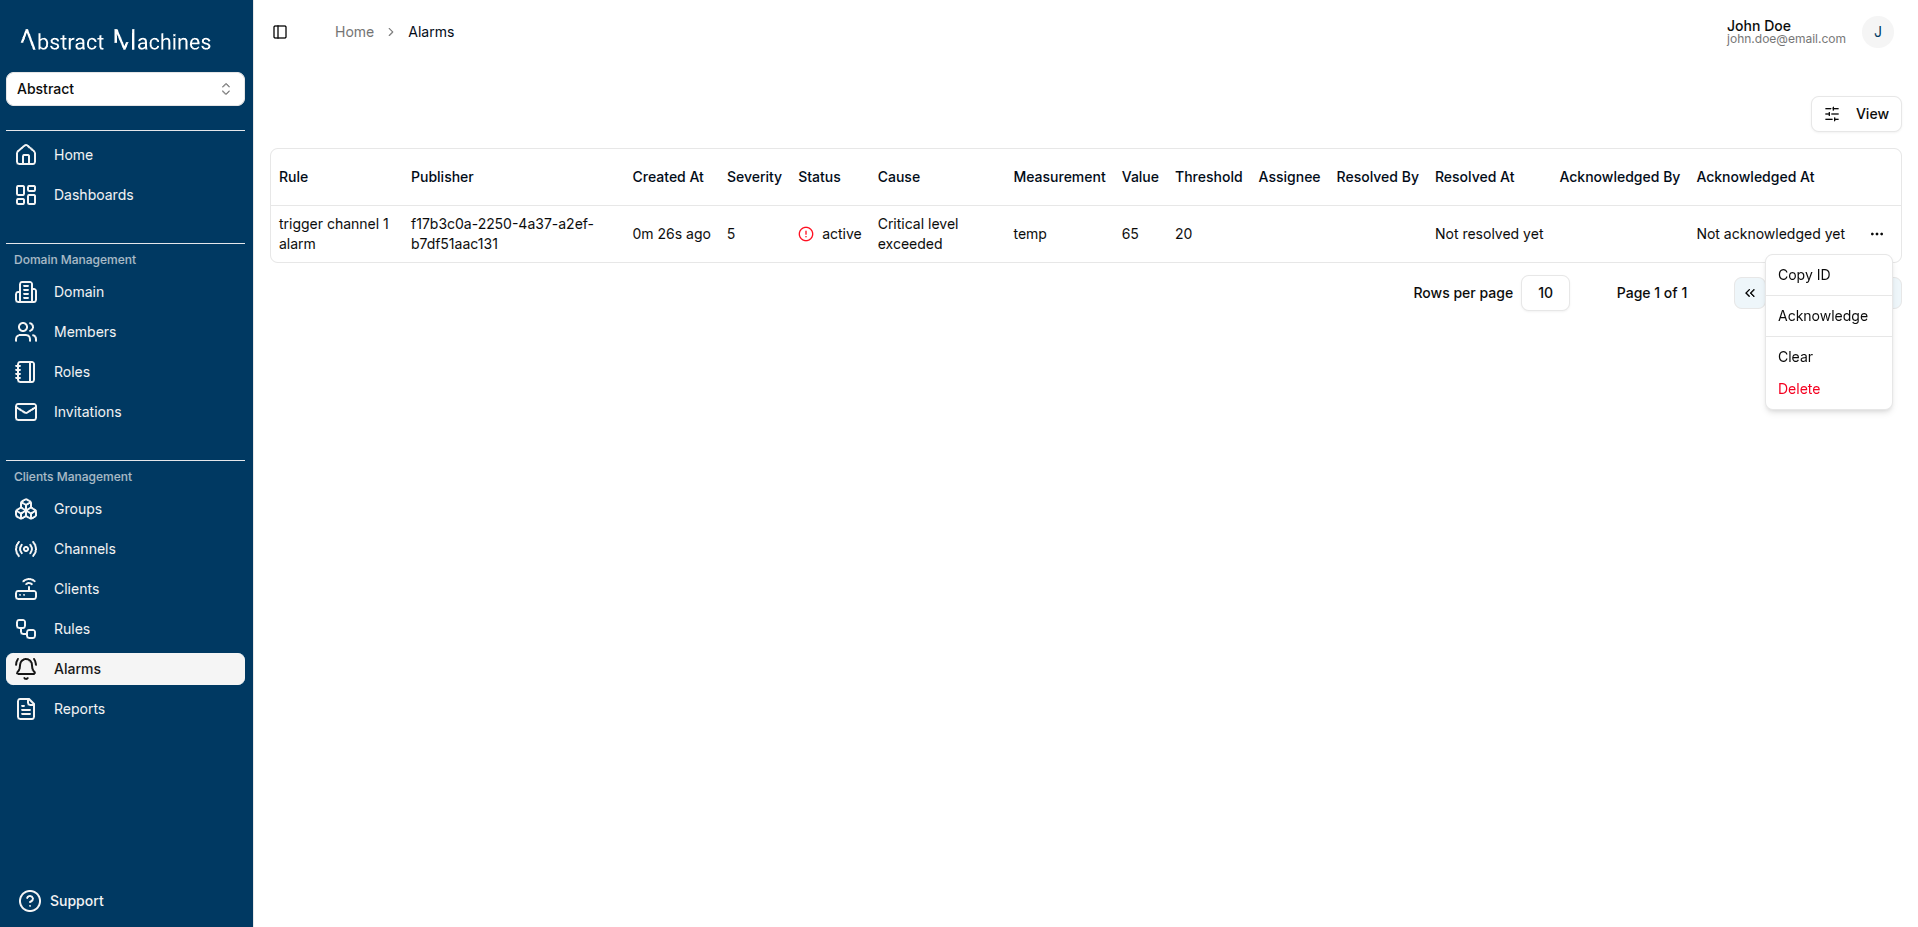 Abstract Machines
Abstract
Home
Dashboards
Domain Management
Domain
Members
Roles
Invitations
Clients Management
Groups
Channels
Clients
Rules
Alarms
Reports
Support
Home > Alarms
John Doe
john.doe@email.com
J
View
Rule Publisher Created At Severity Status Cause Measurement Value Threshold Assignee Resolved By Resolved At Acknowledged By Acknowledged At
trigger channel 1 f17b3c0a-2250-4a37-a2ef- 0m 26s ago 5 active Critical level temp 65 20 Not resolved yet Not acknowledged yet
alarm b7df51aac131 exceeded
Rows per page 10 Page 1 of 1
Copy ID
Acknowledge
Clear
Delete